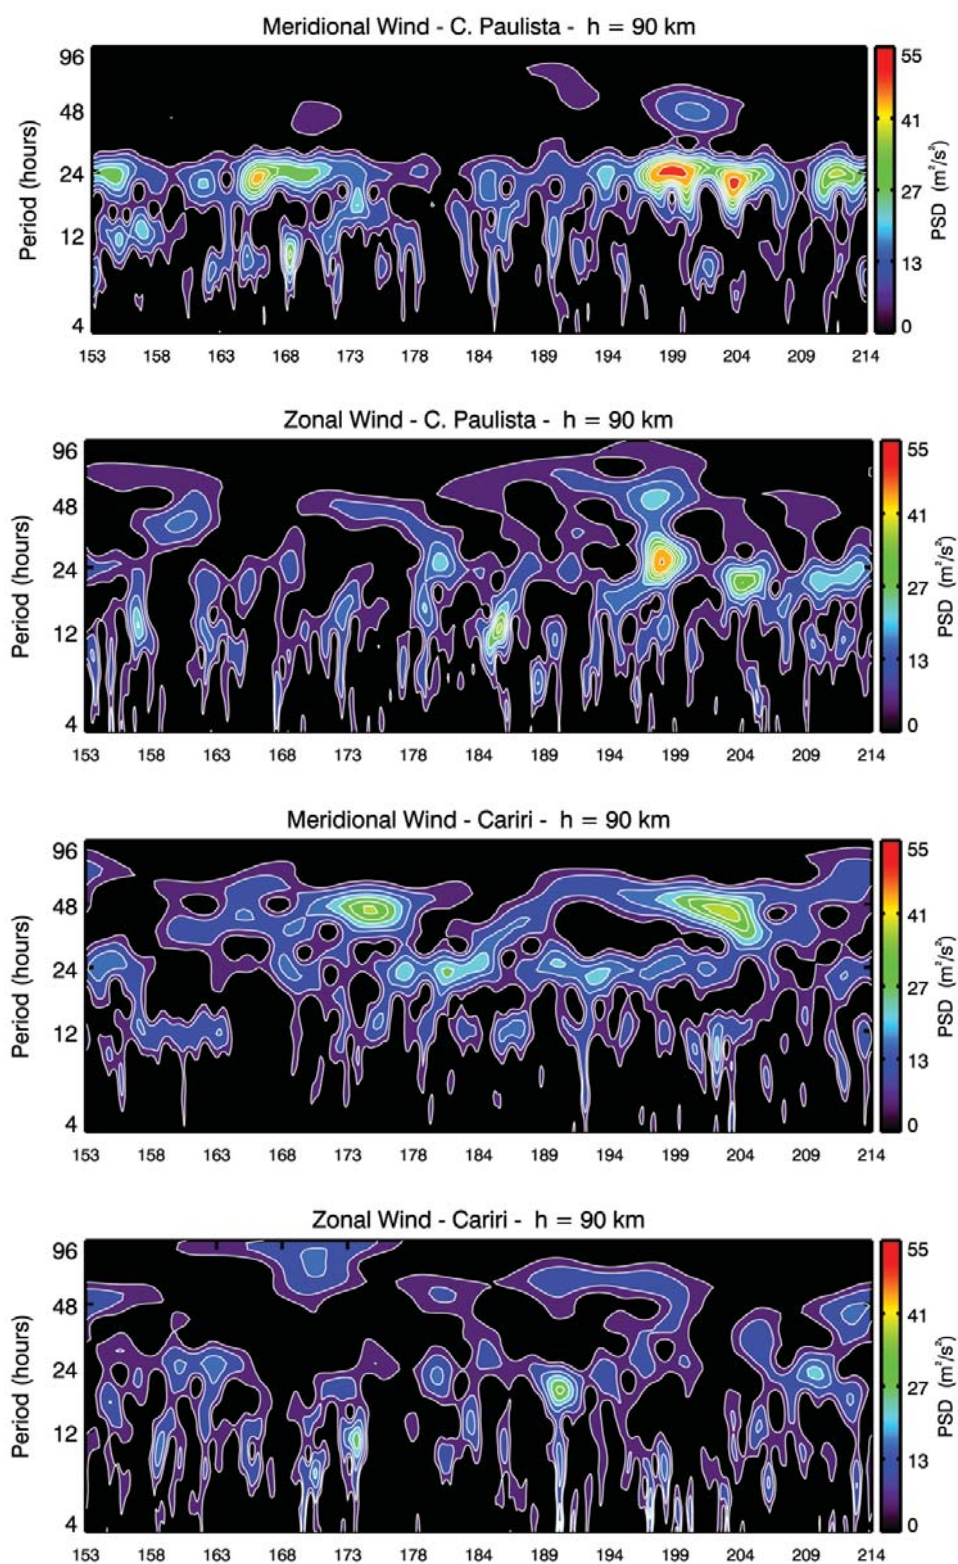 Meridional Wind - C. Paulista - h = 90 km
96
48
24
12
4
Period (hours)
153 158 163 168 173 178 184 189 194 199 204 209 214
55
41
27
13
0
PSD (m²/s²)
Zonal Wind - C. Paulista - h = 90 km
96
48
24
12
4
Period (hours)
153 158 163 168 173 178 184 189 194 199 204 209 214
55
41
27
13
0
PSD (m²/s²)
Meridional Wind - Cariri - h = 90 km
96
48
24
12
4
Period (hours)
153 158 163 168 173 178 184 189 194 199 204 209 214
55
41
27
13
0
PSD (m²/s²)
Zonal Wind - Cariri - h = 90 km
96
48
24
12
4
Period (hours)
153 158 163 168 173 178 184 189 194 199 204 209 214
55
41
27
13
0
PSD (m²/s²)